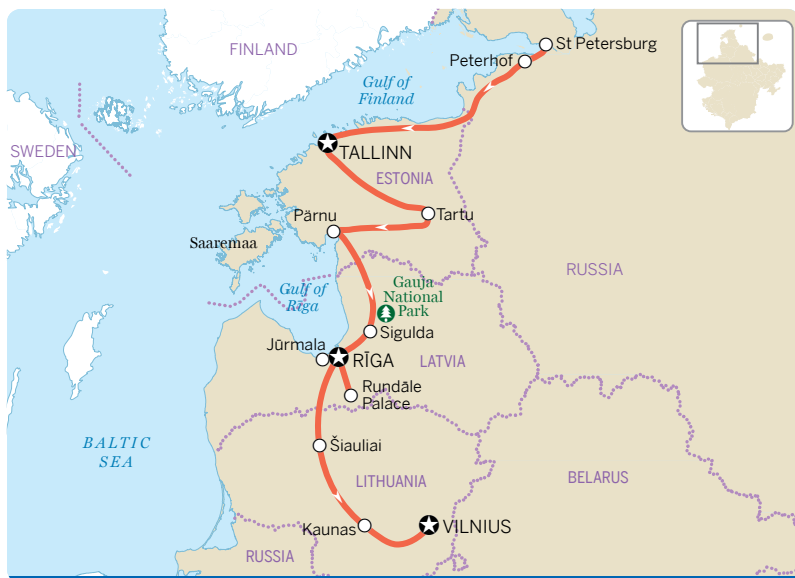 FINLAND
St Petersburg
Peterhof
Gulf of
Finland
SWEDEN
TALLINN
ESTONIA
Pärnu
Tartu
Saaremaa
RUSSIA
Gulf of
Rīga
Gauja
National
Park
Sigulda
Jūrmala
RĪGA
LATVIA
Rundāle
Palace
BALTIC
SEA
Šiauliai
LITHUANIA
BELARUS
Kaunas
VILNIUS
RUSSIA